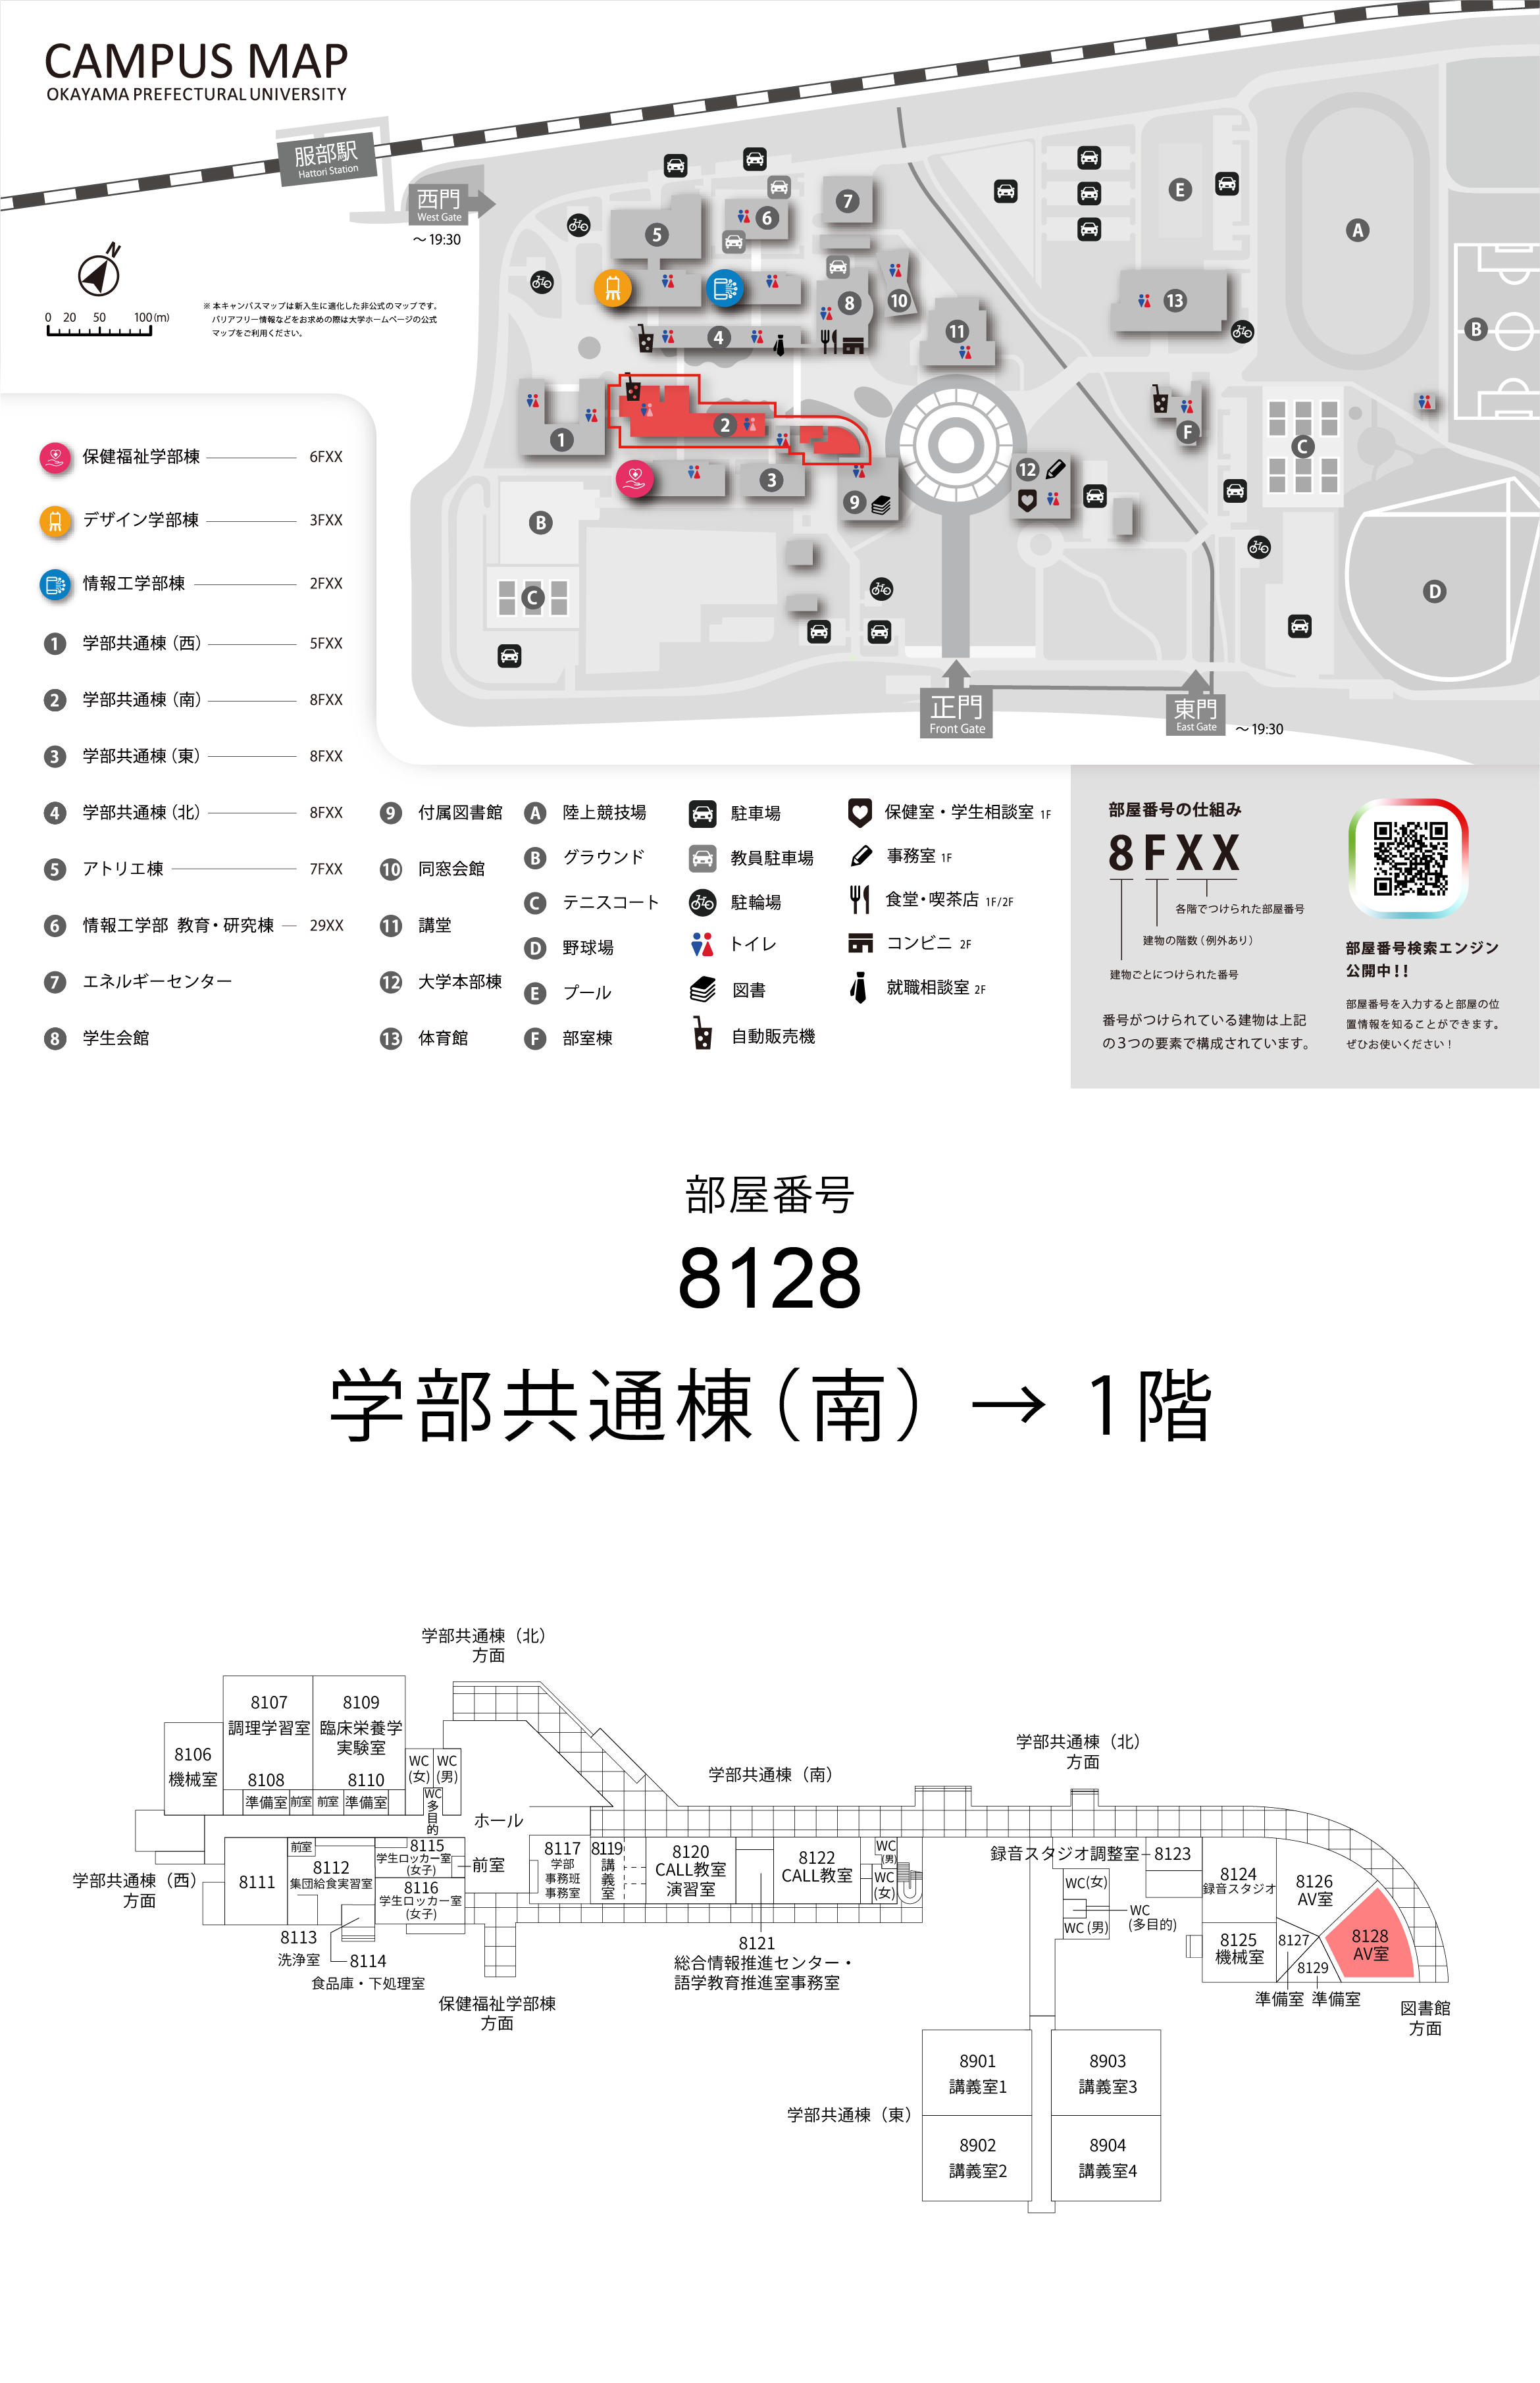 CAMPUS MAP
OKAYAMA PREFECTURAL UNIVERSITY
服部駅
Hattori Station
西門
West Gate
～19:30
N
0 20 50 100(m)
※ 本キャンパスマップは新入生に適化した非公式のマップです。
バリアフリー情報などをお求めの際は大学ホームページの公式
マップをご利用ください。
5
6
7
E
A
8
10
13
11
B
4
1
2
F
C
3
9
12
B
C
D
正門
Front Gate
東門
East Gate
～19:30
保健福祉学部棟 6FXX
デザイン学部棟 3FXX
情報工学部棟 2FXX
1 学部共通棟（西） 5FXX
2 学部共通棟（南） 8FXX
3 学部共通棟（東） 8FXX
4 学部共通棟（北） 8FXX
5 アトリエ棟 7FXX
6 情報工学部 教育・研究棟 29XX
7 エネルギーセンター
8 学生会館
9 付属図書館
10 同窓会館
11 講堂
12 大学本部棟
13 体育館
A 陸上競技場
B グラウンド
C テニスコート
D 野球場
E プール
F 部室棟
駐車場
教員駐車場
駐輪場
トイレ
図書
自動販売機
保健室・学生相談室 1F
事務室 1F
食堂・喫茶店 1F/2F
コンビニ 2F
就職相談室 2F
部屋番号の仕組み
8FXX
各階でつけられた部屋番号
建物の階数（例外あり）
建物ごとにつけられた番号
番号がつけられている建物は上記
の3つの要素で構成されています。
部屋番号検索エンジン
公開中！！
部屋番号を入力すると部屋の位
置情報を知ることができます。
ぜひお使いください！
部屋番号
8128
学部共通棟（南）→ 1階
学部共通棟（北）
方面
8107
調理学習室
8109
臨床栄養学
実験室
8106
機械室
8108
準備室
前室
前室
8110
準備室
WC
(女)
WC
(男)
WC
多
目
的
ホール
学部共通棟（南）
学部共通棟（北）
方面
学部共通棟（西）
方面
8111
前室
8112
集団給食実習室
8115
学生ロッカー室
(女子)
前室
8116
学生ロッカー室
(女子)
8113
洗浄室
8114
食品庫・下処理室
保健福祉学部棟
方面
8117
学部
事務班
事務室
8119
講
義
室
8120
CALL教室
演習室
8121
総合情報推進センター・
語学教育推進室事務室
8122
CALL教室
WC
(男)
WC
(女)
録音スタジオ調整室
8123
WC(女)
WC
(多目的)
WC (男)
8124
録音スタジオ
8125
機械室
8126
AV室
8127
準備室
8129
準備室
8128
AV室
図書館
方面
学部共通棟（東）
8901
講義室1
8903
講義室3
8902
講義室2
8904
講義室4